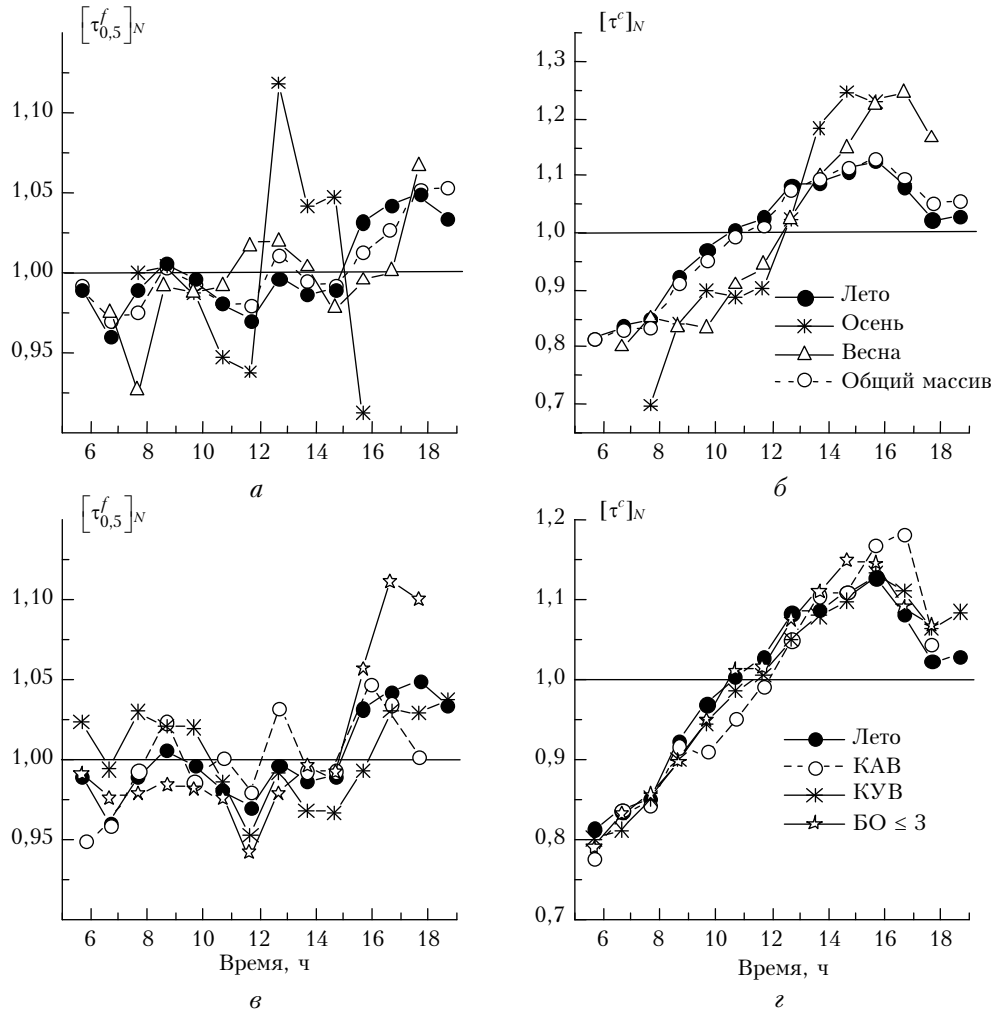 [τ^f_0,5]_N
1,10
1,05
1,00
0,95
6 8 10 12 14 16 18
а
[τ^c]_N
1,3
1,2
1,1
1,0
0,9
0,8
0,7
Лето
Осень
Весна
Общий массив
6 8 10 12 14 16 18
б
[τ^f_0,5]_N
1,10
1,05
1,00
0,95
6 8 10 12 14 16 18
Время, ч
в
[τ^c]_N
1,2
1,1
1,0
0,9
0,8
0,7
Лето
КАВ
КУВ
БО ≤ 3
6 8 10 12 14 16 18
Время, ч
г